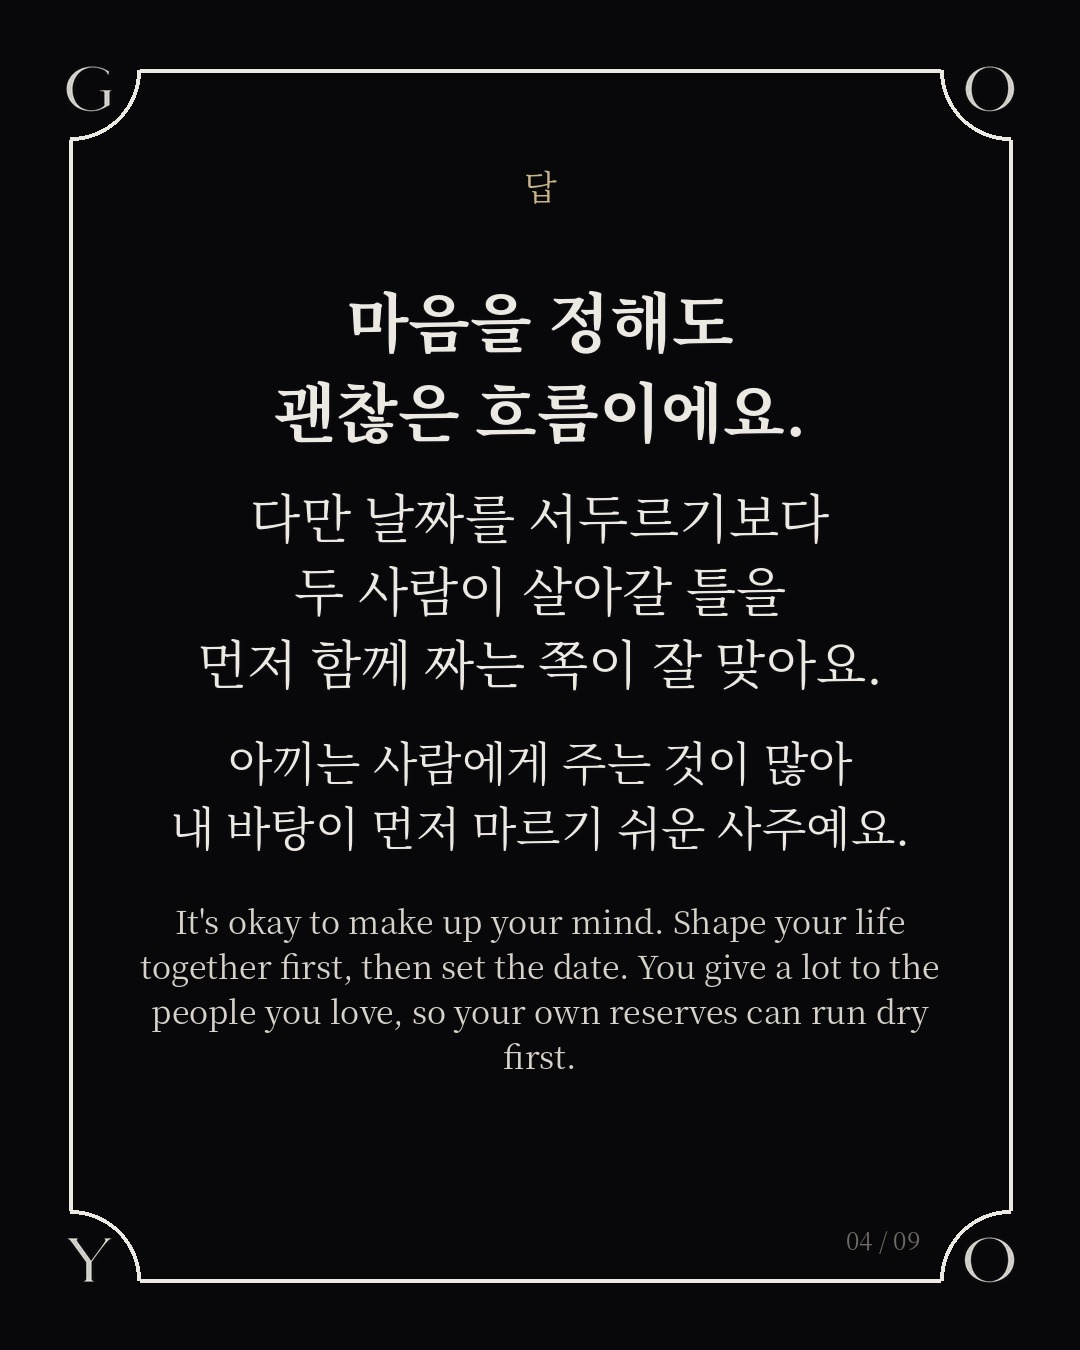 G O
답
마음을 정해도
괜찮은 흐름이에요.
다만 날짜를 서두르기보다
두 사람이 살아갈 틀을
먼저 함께 짜는 쪽이 잘 맞아요.
아끼는 사람에게 주는 것이 많아
내 바탕이 먼저 마르기 쉬운 사주예요.
It's okay to make up your mind. Shape your life
together first, then set the date. You give a lot to the
people you love, so your own reserves can run dry
first.
04 / 09
Y O